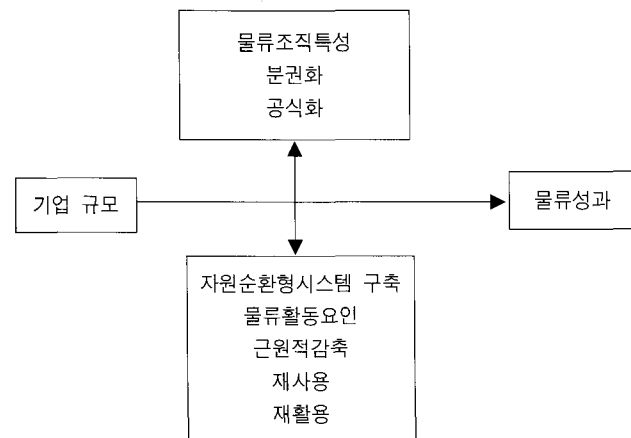 물류조직특성
분권화
공식화
기업 규모
물류성과
자원순환형시스템 구축
물류활동요인
근원적감축
재사용
재활용